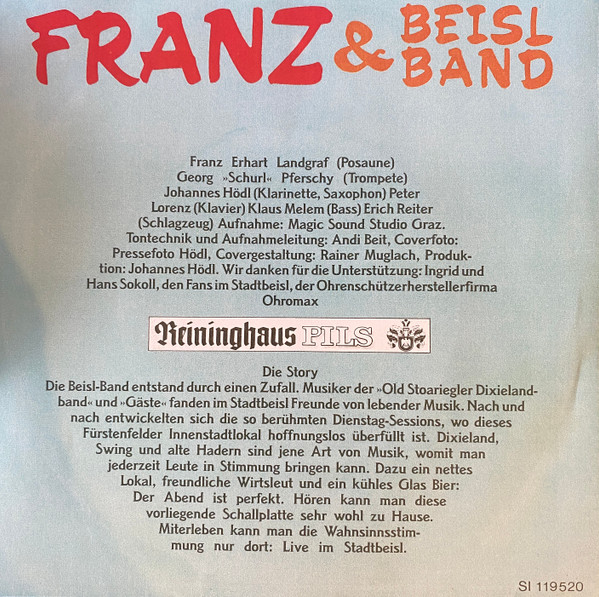 FRANZ & BEISL BAND
Franz Erhart Landgraf (Posaune)
Georg »Schurl« Pferschy (Trompete)
Johannes Hödl (Klarinette, Saxophon) Peter
Lorenz (Klavier) Klaus Melem (Bass) Erich Reiter
(Schlagzeug) Aufnahme: Magic Sound Studio Graz.
Tontechnik und Aufnahmeleitung: Andi Beit, Coverfoto:
Pressefoto Hödl, Covergestaltung: Rainer Muglach, Produk-
tion: Johannes Hödl. Wir danken für die Unterstützung: Ingrid und
Hans Sokoll, den Fans im Stadtbeisl, der Ohrenschützerherstellerfirma
Ohromax
Reininghaus PILS
Die Story
Die Beisl-Band entstand durch einen Zufall. Musiker der »Old Stoariegler Dixieland-
band« und »Gäste« fanden im Stadtbeisl Freunde von lebender Musik. Nach und
nach entwickelten sich die so berühmten Dienstag-Sessions, wo dieses
Fürstenfelder Innenstadtlokal hoffnungslos überfüllt ist. Dixieland,
Swing und alte Hadern sind jene Art von Musik, womit man
jederzeit Leute in Stimmung bringen kann. Dazu ein nettes
Lokal, freundliche Wirtsleut und ein kühles Glas Bier:
Der Abend ist perfekt. Hören kann man diese
vorliegende Schallplatte sehr wohl zu Hause.
Miterleben kann man die Wahnsinnsstim-
mung nur dort: Live im Stadtbeisl.
SI 119520